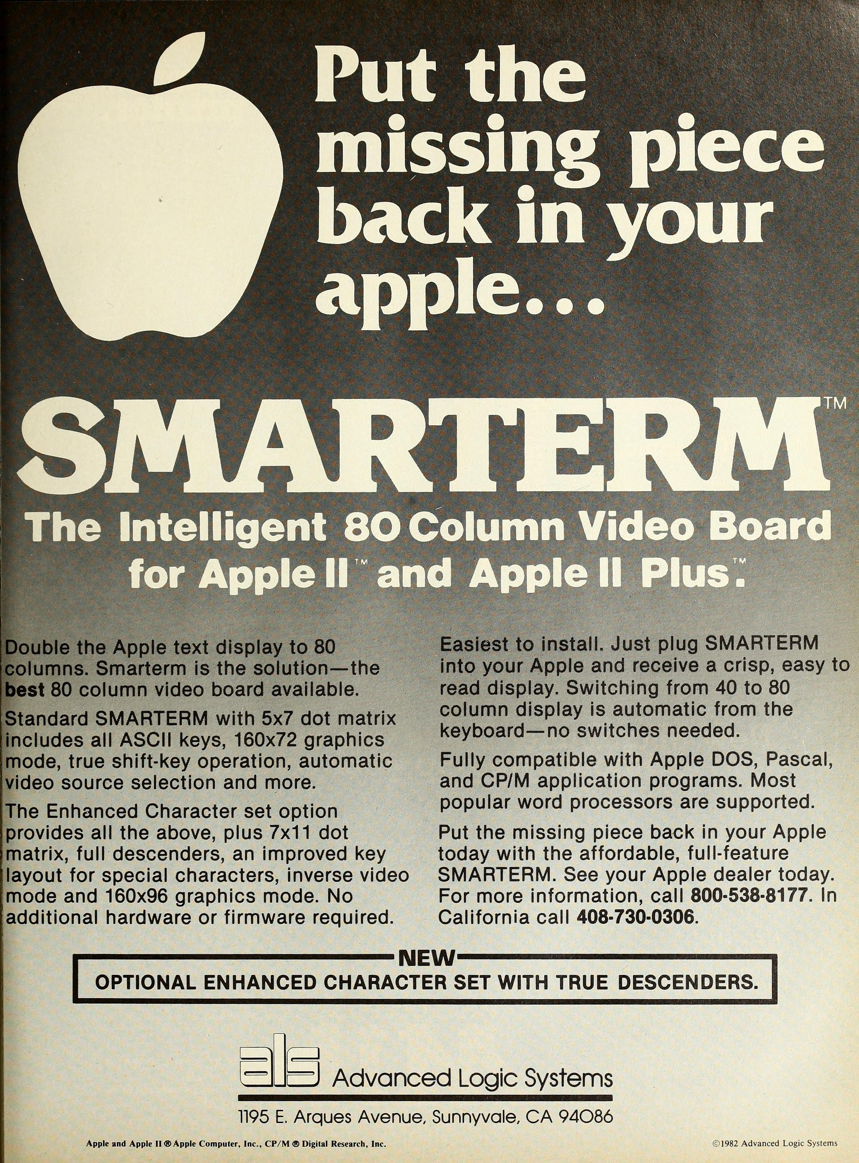 Put the
missing piece
back in your
apple...
SMARTERM™
The Intelligent 80 Column Video Board
for Apple II™ and Apple II Plus.™
Double the Apple text display to 80
columns. Smarterm is the solution—the
best 80 column video board available.
Standard SMARTERM with 5x7 dot matrix
includes all ASCII keys, 160x72 graphics
mode, true shift-key operation, automatic
video source selection and more.
The Enhanced Character set option
provides all the above, plus 7x11 dot
matrix, full descenders, an improved key
layout for special characters, inverse video
mode and 160x96 graphics mode. No
additional hardware or firmware required.
Easiest to install. Just plug SMARTERM
into your Apple and receive a crisp, easy to
read display. Switching from 40 to 80
column display is automatic from the
keyboard—no switches needed.
Fully compatible with Apple DOS, Pascal,
and CP/M application programs. Most
popular word processors are supported.
Put the missing piece back in your Apple
today with the affordable, full-feature
SMARTERM. See your Apple dealer today.
For more information, call 800-538-8177. In
California call 408-730-0306.
NEW
OPTIONAL ENHANCED CHARACTER SET WITH TRUE DESCENDERS.
als Advanced Logic Systems
1195 E. Arques Avenue, Sunnyvale, CA 94086
Apple and Apple II ® Apple Computer, Inc., CP/M ® Digital Research, Inc.
©1982 Advanced Logic Systems